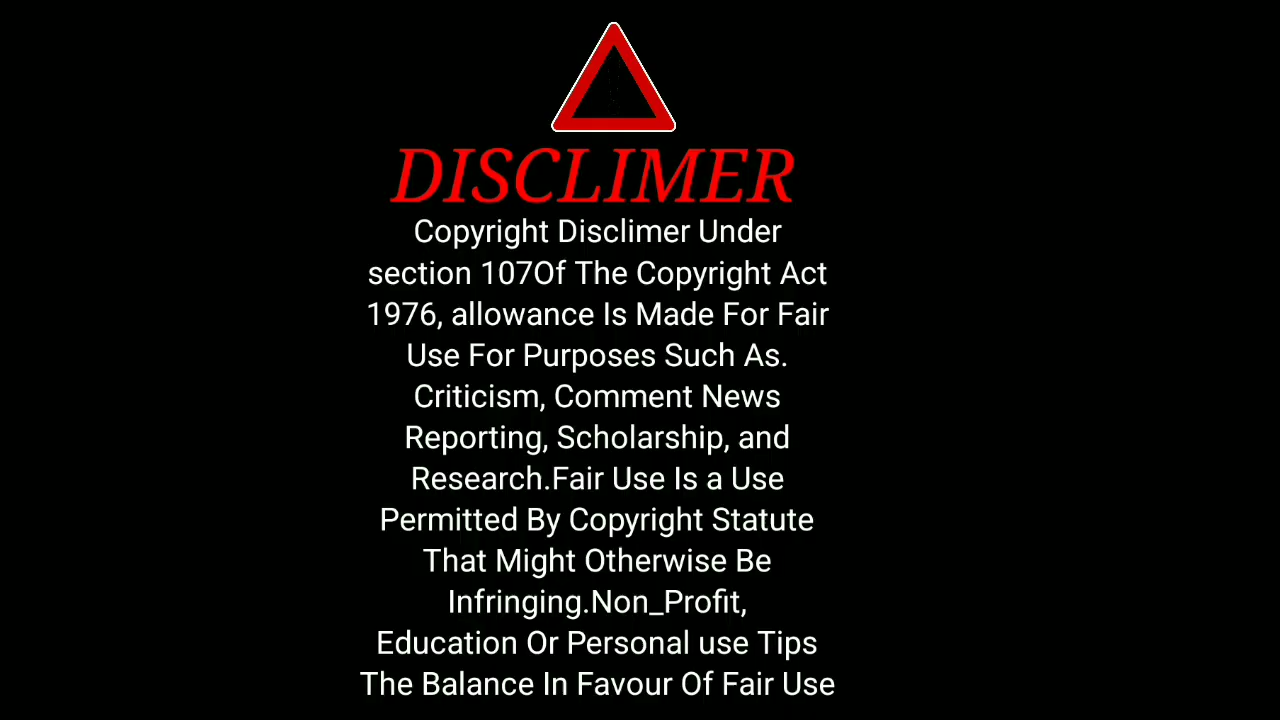 DISCLIMER
Copyright Disclimer Under
section 107Of The Copyright Act
1976, allowance Is Made For Fair
Use For Purposes Such As.
Criticism, Comment News
Reporting, Scholarship, and
Research.Fair Use Is a Use
Permitted By Copyright Statute
That Might Otherwise Be
Infringing.Non_Profit,
Education Or Personal use Tips
The Balance In Favour Of Fair Use